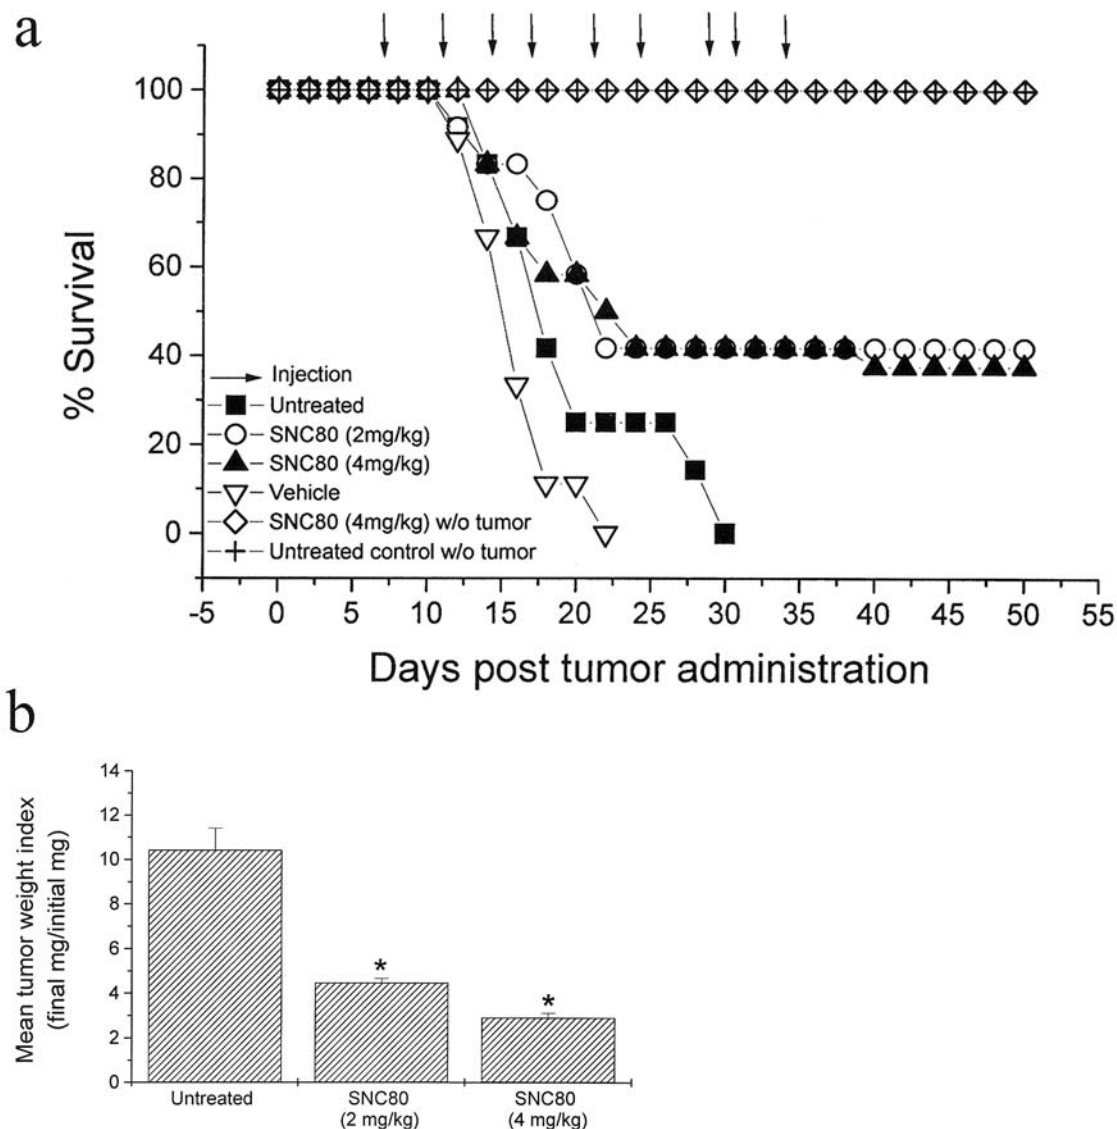 a
100
80
60
40
20
0
% Survival
Injection
Untreated
SNC80 (2mg/kg)
SNC80 (4mg/kg)
Vehicle
SNC80 (4mg/kg) w/o tumor
Untreated control w/o tumor
-5 0 5 10 15 20 25 30 35 40 45 50 55
Days post tumor administration
b
14
12
10
8
6
4
2
0
Mean tumor weight index
(final mg/initial mg)
* *
Untreated SNC80 SNC80
(2 mg/kg) (4 mg/kg)